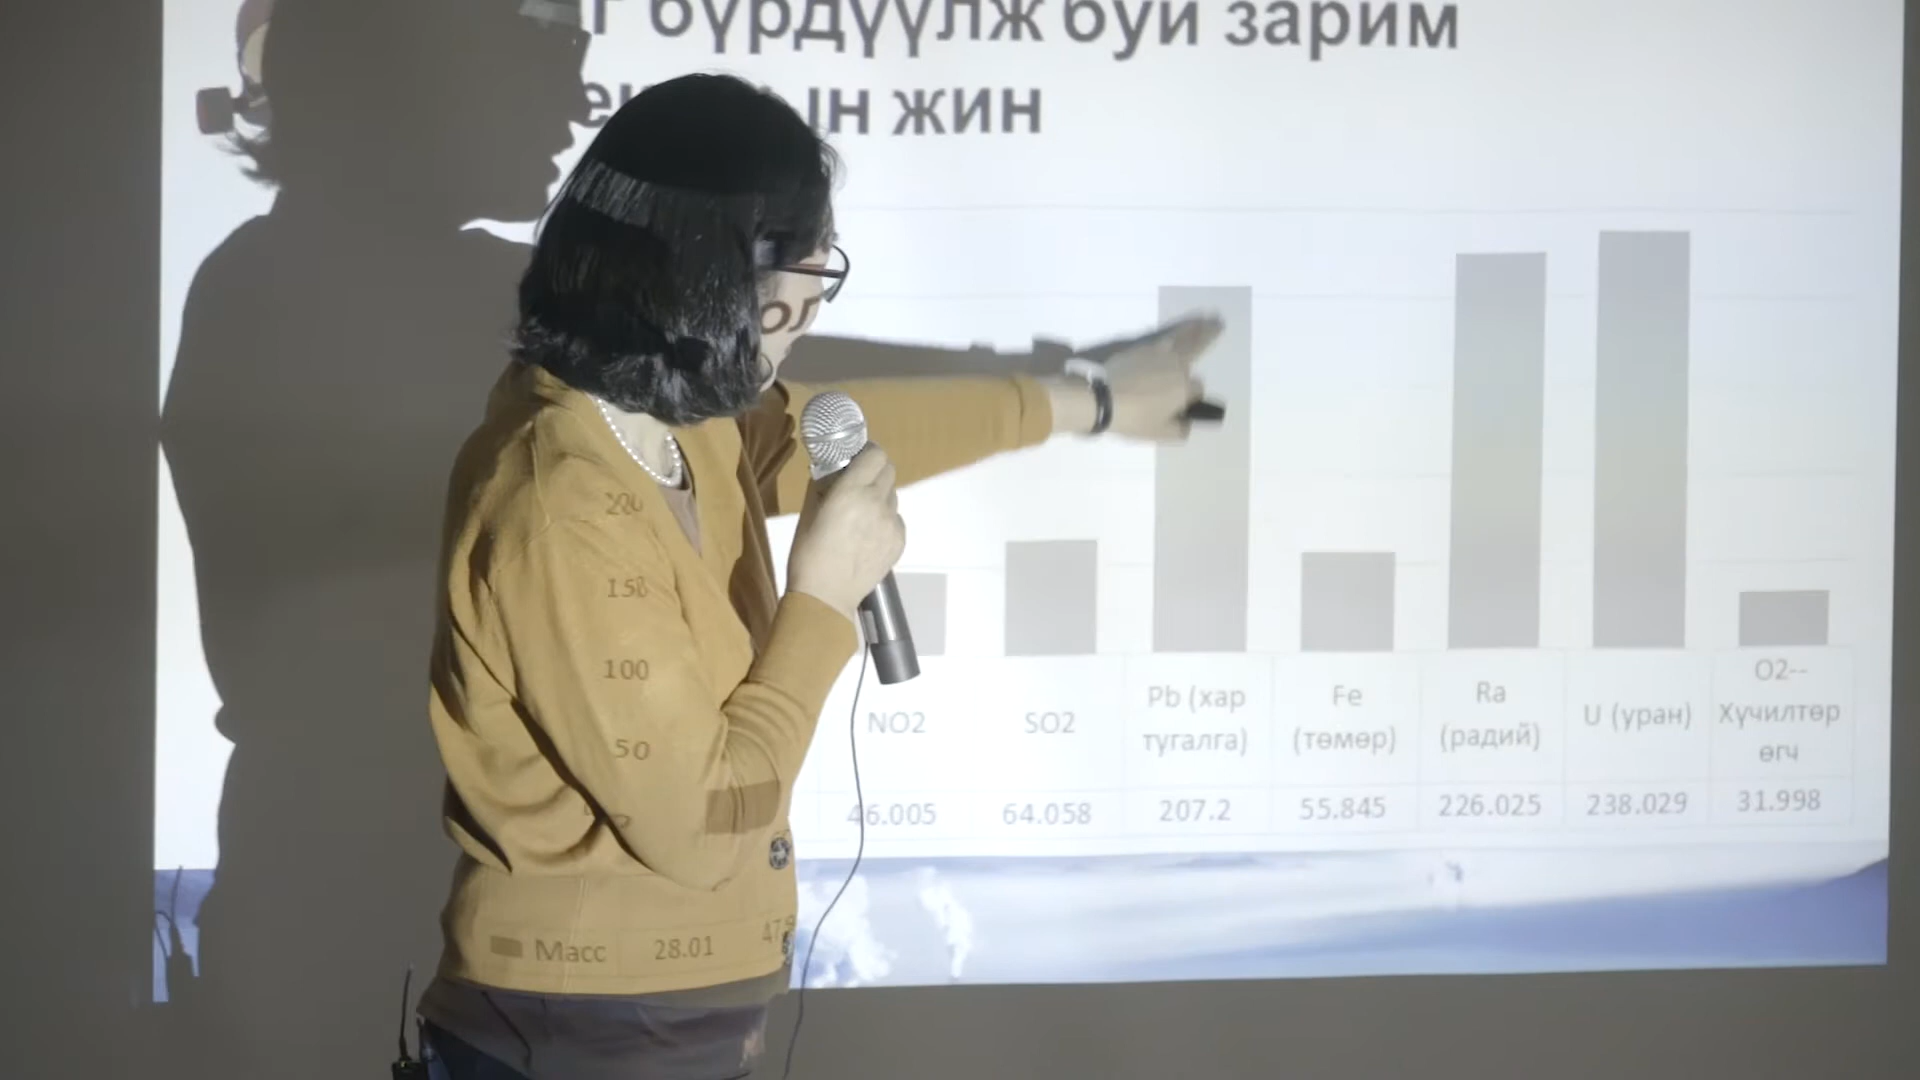 бүрдүүлж буй зарим
жин
200
150
100
50
NO2
SO2
Pb (хар
тугалга)
Fe
(төмөр)
Ra
(радий)
U (уран)
O2--
Хүчилтөр
өгч
Масс 28.01
46.005 64.058 207.2 55.845 226.025 238.029 31.998